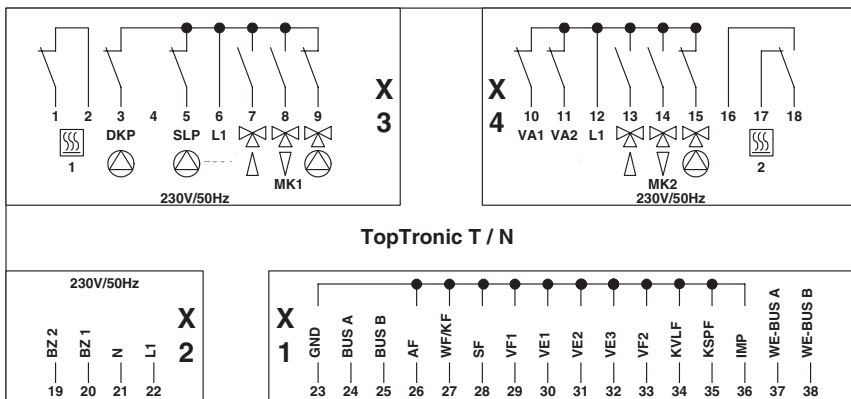 X
3
1 2 3 4 5 6 7 8 9
DKP SLP L1
1
MK1
230V/50Hz
X
4
10 11 12 13 14 15 16 17 18
VA1 VA2 L1
2
MK2
230V/50Hz
TopTronic T / N
230V/50Hz
X
2
BZ 2
BZ 1
N
L1
19 20 21 22
X
1
GND
BUS A
BUS B
AF
WF/KF
SF
VF1
VE1
VE2
VE3
VF2
KVLF
KSPF
IMP
WE-BUS A
WE-BUS B
23 24 25 26 27 28 29 30 31 32 33 34 35 36 37 38